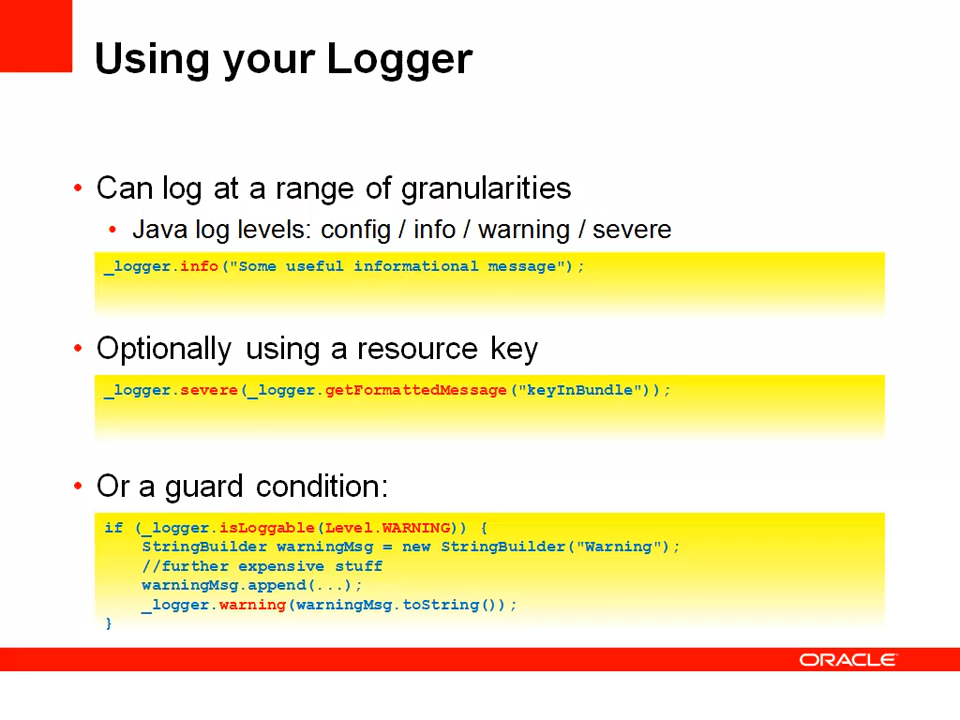 Using your Logger
• Can log at a range of granularities
• Java log levels: config / info / warning / severe
_logger.info("Some useful informational message");
• Optionally using a resource key
_logger.severe(_logger.getFormattedMessage("keyInBundle"));
• Or a guard condition:
if (_logger.isLoggable(Level.WARNING)) {
    StringBuilder warningMsg = new StringBuilder("Warning");
    //further expensive stuff
    warningMsg.append(...);
    _logger.warning(warningMsg.toString());
}
ORACLE